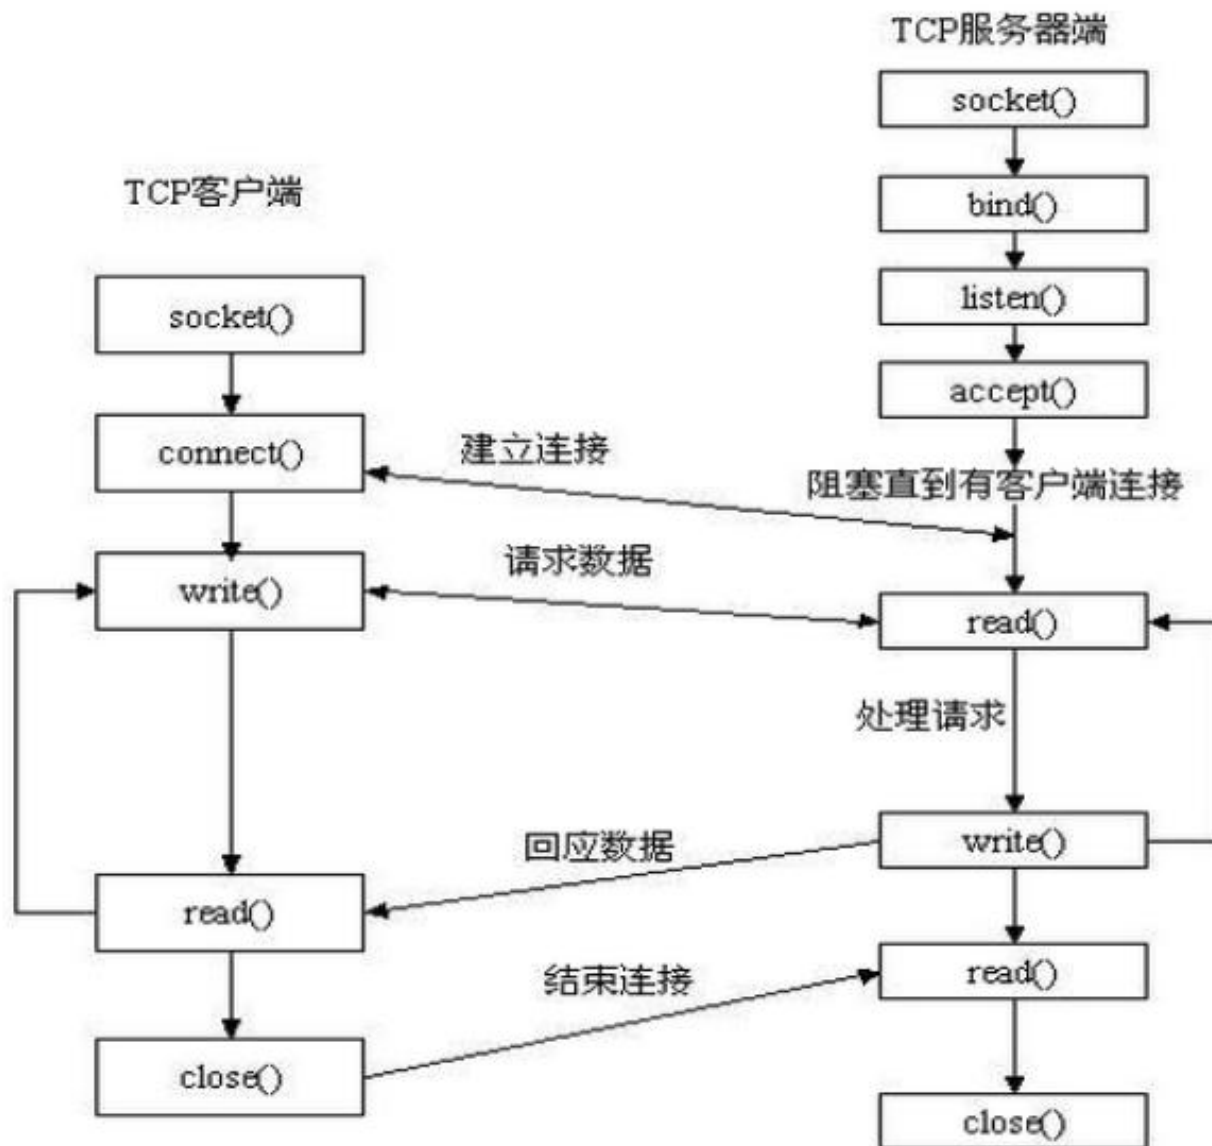 TCP服务器端
socket()
bind()
listen()
accept()
阻塞直到有客户端连接
read()
处理请求
write()
read()
close()
TCP客户端
socket()
connect()
write()
read()
close()
建立连接
请求数据
回应数据
结束连接